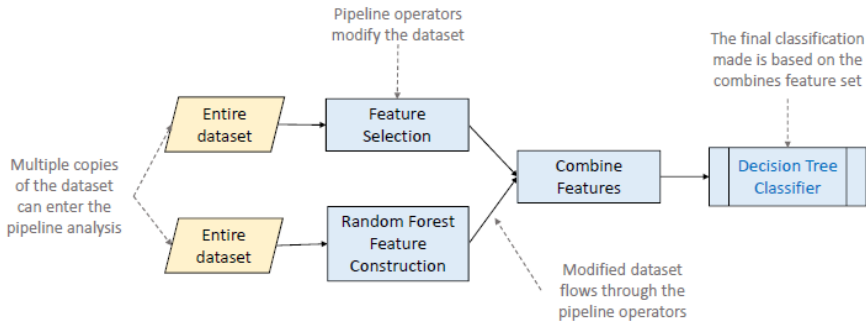 Pipeline operators
modify the dataset
The final classification
made is based on the
combines feature set
Entire
dataset
Feature
Selection
Multiple copies
of the dataset
can enter the
pipeline analysis
Combine
Features
Decision Tree
Classifier
Entire
dataset
Random Forest
Feature
Construction
Modified dataset
flows through the
pipeline operators